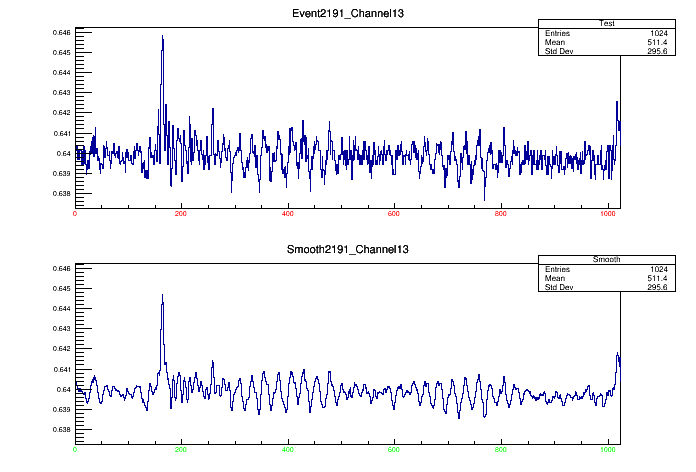 Event2191_Channel13
Test
Entries 1024
Mean 511.4
Std Dev 295.6
0.646
0.645
0.644
0.643
0.642
0.641
0.64
0.639
0.638
0 200 400 600 800 1000
Smooth2191_Channel13
Smooth
Entries 1024
Mean 511.4
Std Dev 295.6
0.646
0.645
0.644
0.643
0.642
0.641
0.64
0.639
0.638
0 200 400 600 800 1000